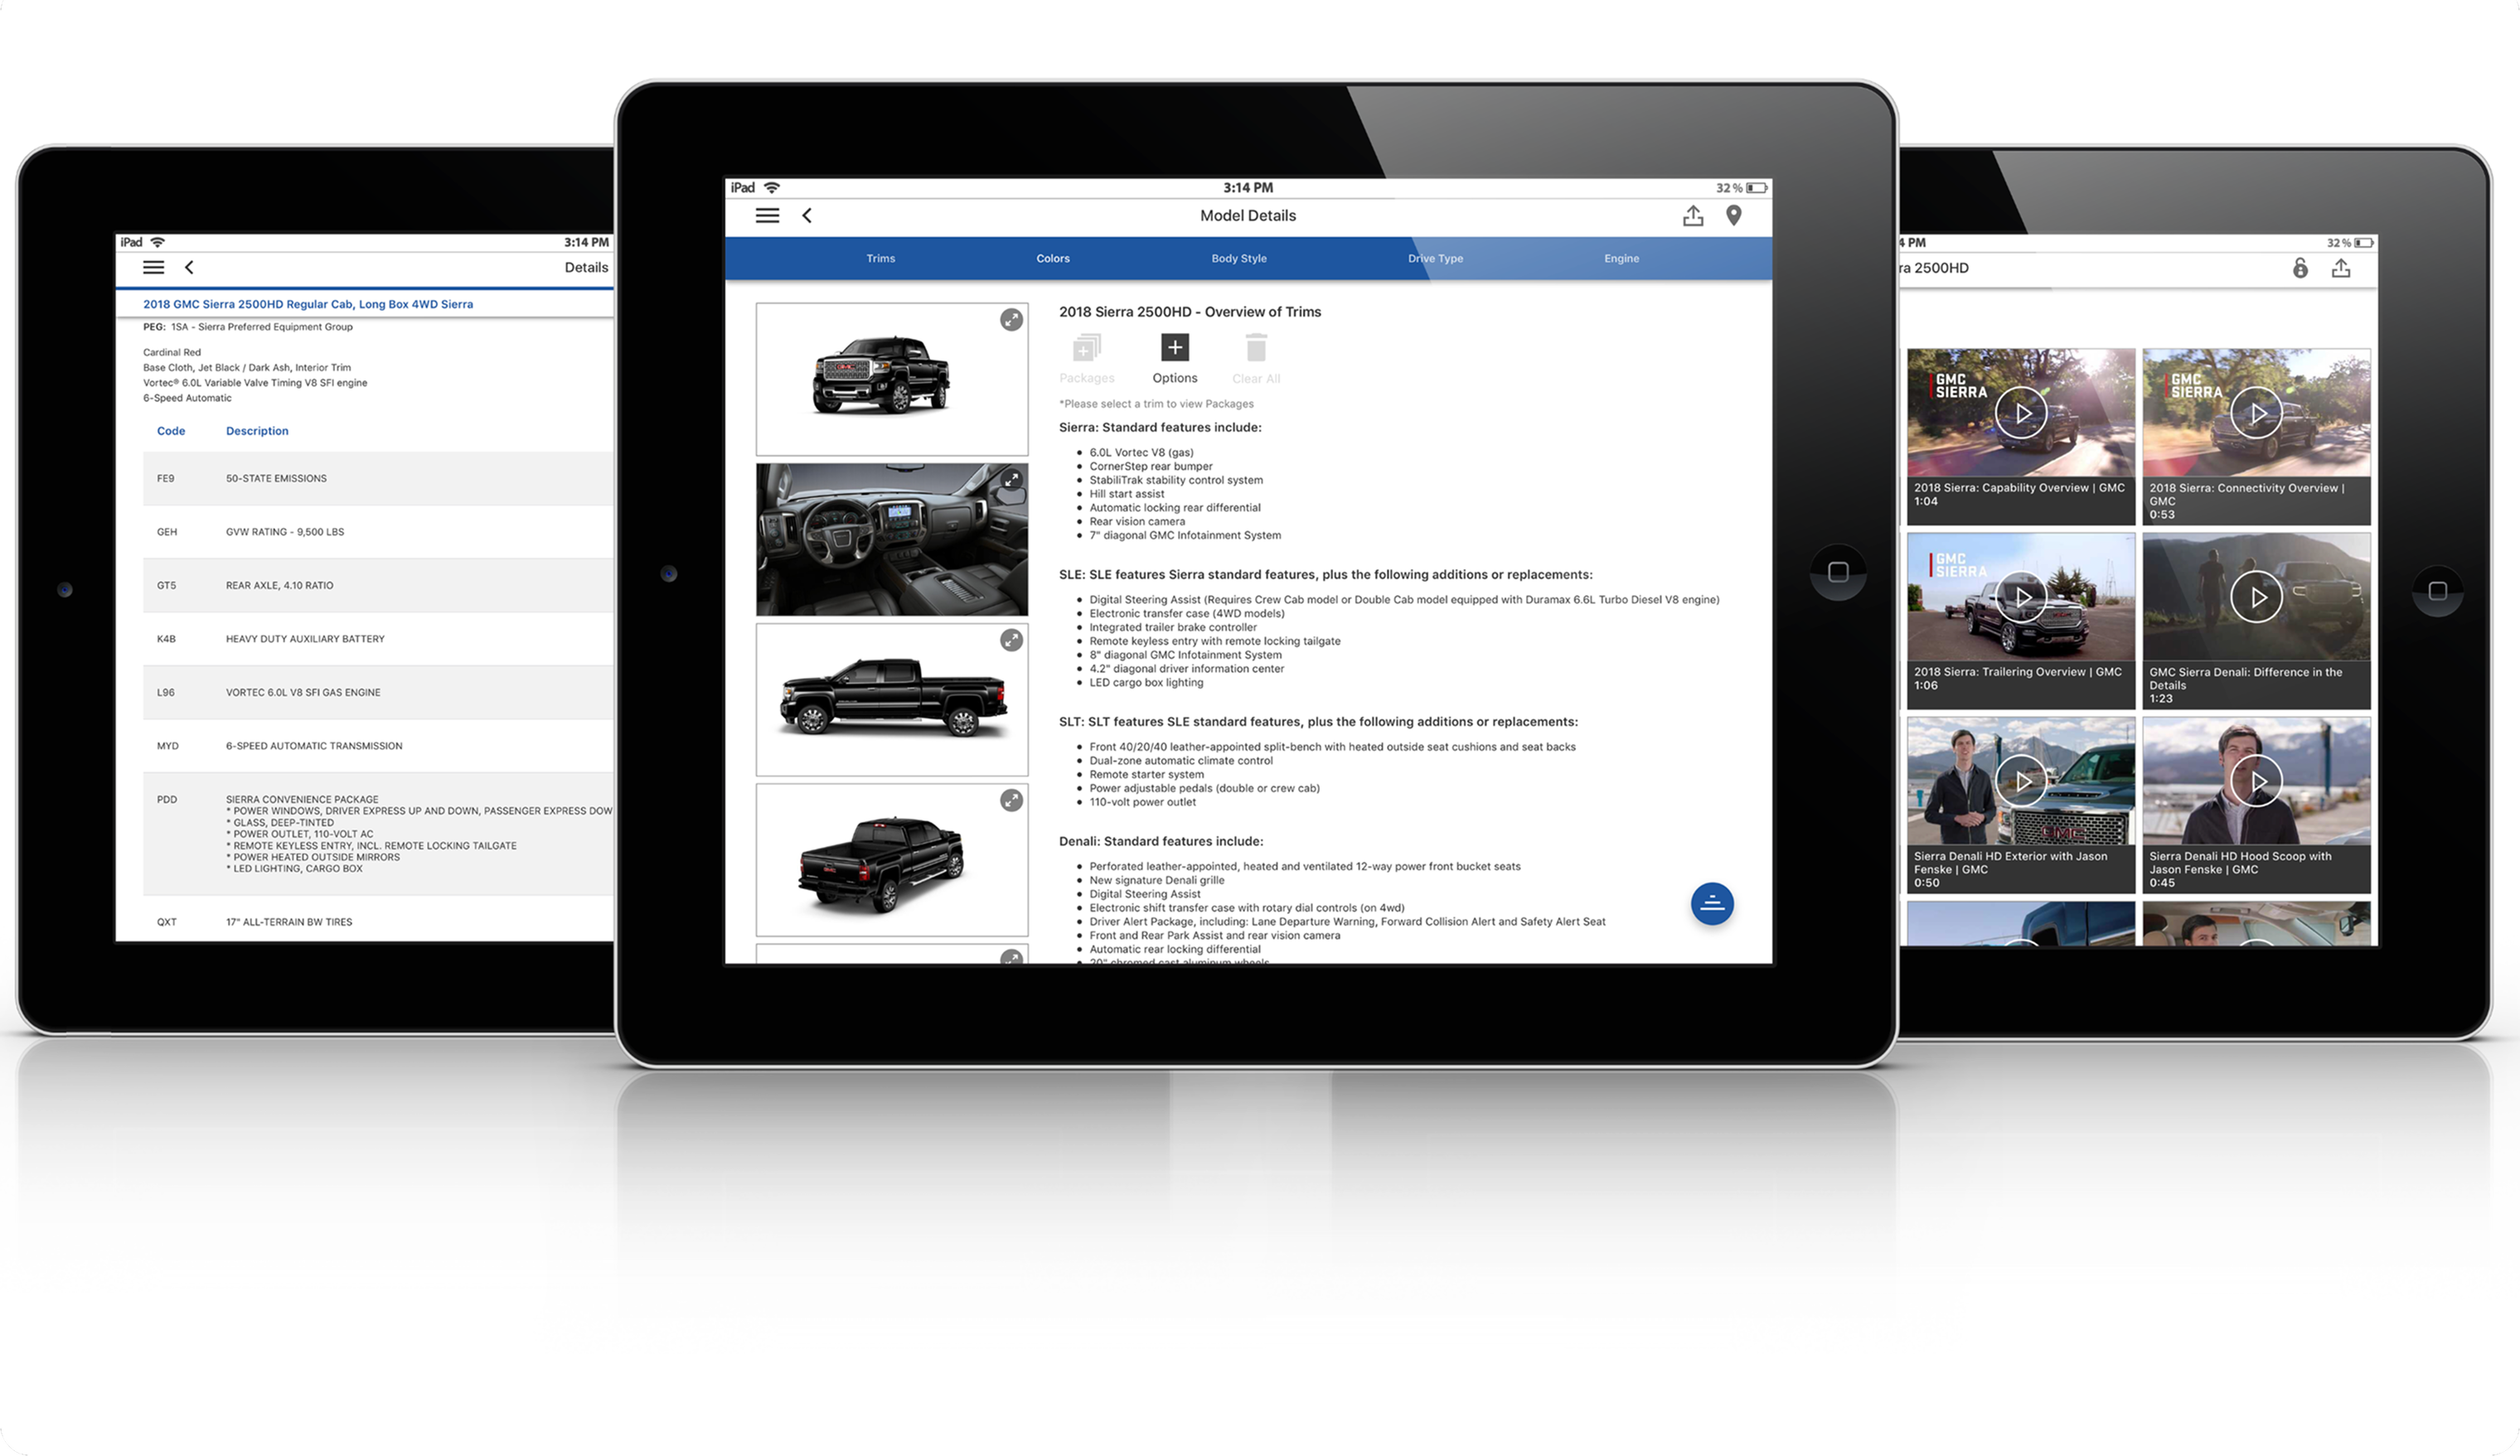 iPad
3:14 PM
Details
2018 GMC Sierra 2500HD Regular Cab, Long Box 4WD Sierra
PEG: 1SA - Sierra Preferred Equipment Group
Cardinal Red
Base Cloth, Jet Black / Dark Ash, Interior Trim
Vortec® 6.0L Variable Valve Timing V8 SFI engine
6-Speed Automatic
Code Description
FE9 50-STATE EMISSIONS
GEH GVW RATING - 9,500 LBS
GT5 REAR AXLE, 4.10 RATIO
K4B HEAVY DUTY AUXILIARY BATTERY
L96 VORTEC 6.0L V8 SFI GAS ENGINE
MYD 6-SPEED AUTOMATIC TRANSMISSION
PDD SIERRA CONVENIENCE PACKAGE
* POWER WINDOWS, DRIVER EXPRESS UP AND DOWN, PASSENGER EXPRESS DOW
* GLASS, DEEP-TINTED
* POWER OUTLET, 110-VOLT AC
* REMOTE KEYLESS ENTRY, INCL. REMOTE LOCKING TAILGATE
* POWER HEATED OUTSIDE MIRRORS
* LED LIGHTING, CARGO BOX
QXT 17" ALL-TERRAIN BW TIRES
iPad
3:14 PM
32%
Model Details
Trims Colors Body Style Drive Type Engine
2018 Sierra 2500HD - Overview of Trims
Packages Options Clear All
*Please select a trim to view Packages
Sierra: Standard features include:
• 6.0L Vortec V8 (gas)
• CornerStep rear bumper
• StabiliTrak stability control system
• Hill start assist
• Automatic locking rear differential
• Rear vision camera
• 7" diagonal GMC Infotainment System
SLE: SLE features Sierra standard features, plus the following additions or replacements:
• Digital Steering Assist (Requires Crew Cab model or Double Cab model equipped with Duramax 6.6L Turbo Diesel V8 engine)
• Electronic transfer case (4WD models)
• Integrated trailer brake controller
• Remote keyless entry with remote locking tailgate
• 8" diagonal GMC Infotainment System
• 4.2" diagonal driver information center
• LED cargo box lighting
SLT: SLT features SLE standard features, plus the following additions or replacements:
• Front 40/20/40 leather-appointed split-bench with heated outside seat cushions and seat backs
• Dual-zone automatic climate control
• Remote starter system
• Power adjustable pedals (double or crew cab)
• 110-volt power outlet
Denali: Standard features include:
• Perforated leather-appointed, heated and ventilated 12-way power front bucket seats
• New signature Denali grille
• Digital Steering Assist
• Electronic shift transfer case with rotary dial controls (on 4wd)
• Driver Alert Package, including: Lane Departure Warning, Forward Collision Alert and Safety Alert Seat
• Front and Rear Park Assist and rear vision camera
• Automatic rear locking differential
• 20" chromed cast aluminum wheels
4 PM
32%
ra 2500HD
GMC
SIERRA
2018 Sierra: Capability Overview | GMC
1:04
GMC
SIERRA
2018 Sierra: Connectivity Overview |
GMC
0:53
GMC
SIERRA
2018 Sierra: Trailering Overview | GMC
1:06
GMC Sierra Denali: Difference in the
Details
1:23
GMC
Sierra Denali HD Exterior with Jason
Fenske | GMC
0:50
Sierra Denali HD Hood Scoop with
Jason Fenske | GMC
0:45